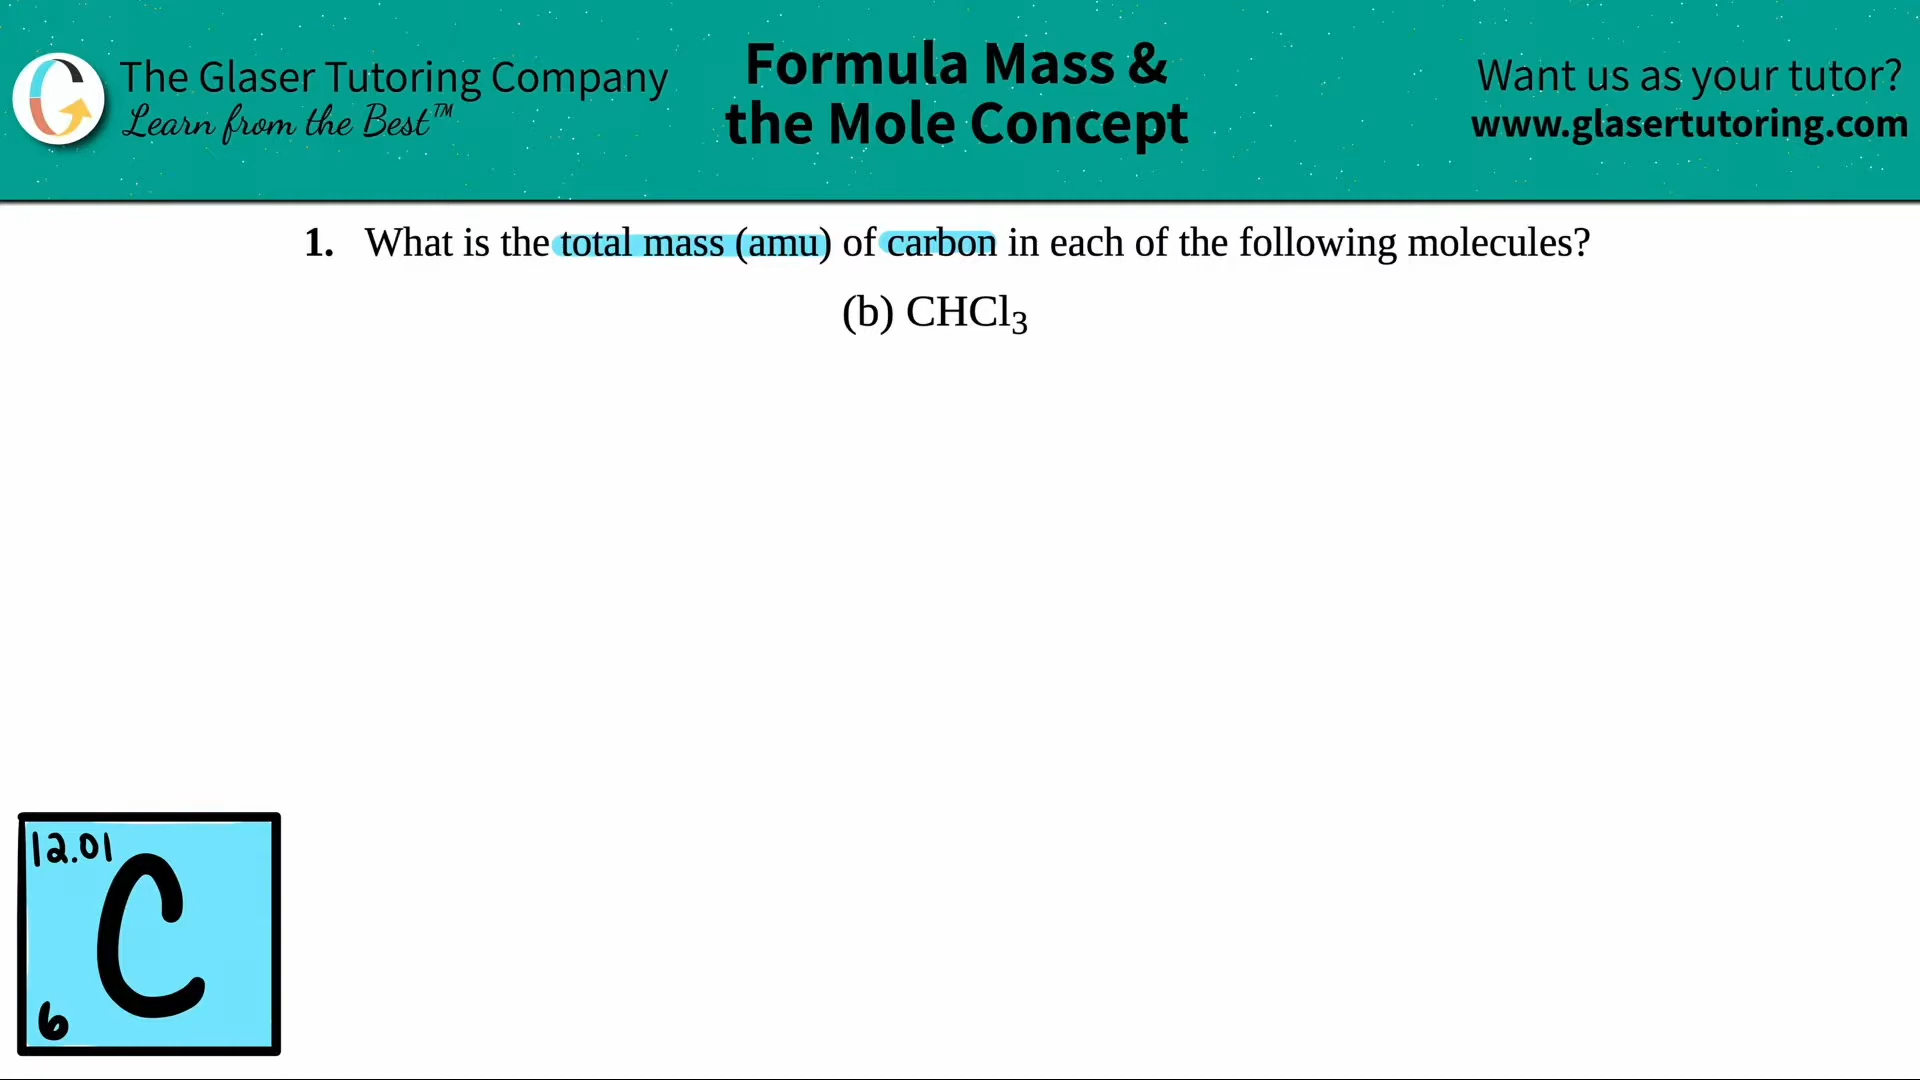 The Glaser Tutoring Company
Learn from the Best™
Formula Mass &
the Mole Concept
Want us as your tutor?
www.glasertutoring.com
1. What is the total mass (amu) of carbon in each of the following molecules?
(b) CHCl₃
12.01
C
6